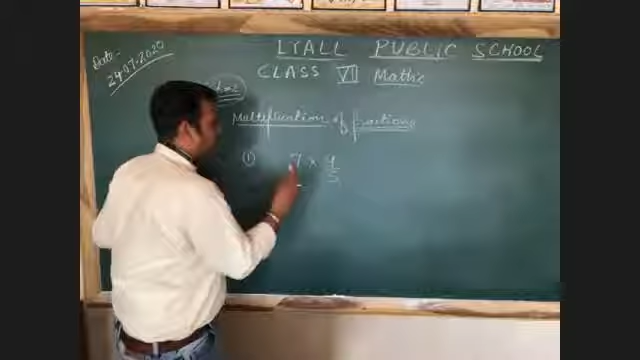 Date-
24-07-2020
LYALL PUBLIC SCHOOL
CLASS VII Maths
Multiplication of fractions
① 7 × 4/5